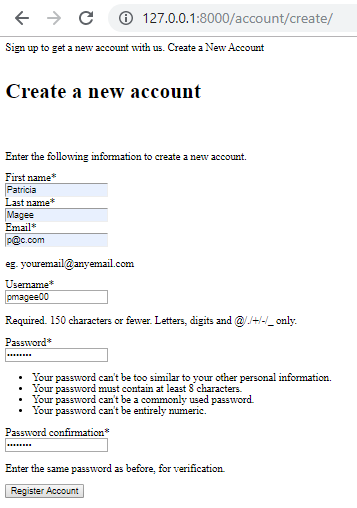 127.0.0.1:8000/account/create/
Sign up to get a new account with us. Create a New Account
Create a new account
Enter the following information to create a new account.
First name*
Patricia
Last name*
Magee
Email*
p@c.com
eg. youremail@anyemail.com
Username*
pmagee00
Required. 150 characters or fewer. Letters, digits and @/./+/-/_ only.
Password*
••••••••
• Your password can't be too similar to your other personal information.
• Your password must contain at least 8 characters.
• Your password can't be a commonly used password.
• Your password can't be entirely numeric.
Password confirmation*
••••••••
Enter the same password as before, for verification.
Register Account